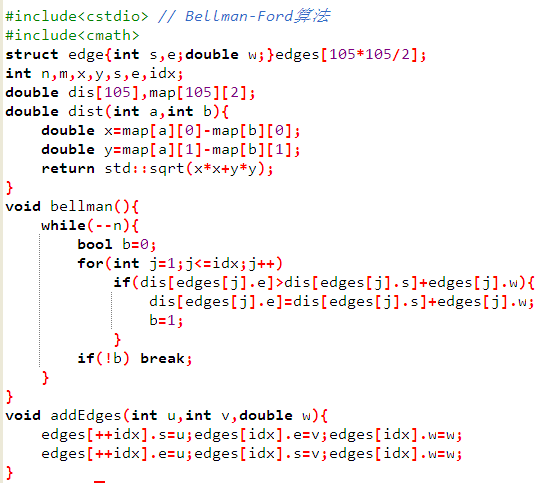 #include<cstdio> // Bellman-Ford算法
#include<cmath>
struct edge{int s,e;double w;}edges[105*105/2];
int n,m,x,y,s,e,idx;
double dis[105],map[105][2];
double dist(int a,int b){
    double x=map[a][0]-map[b][0];
    double y=map[a][1]-map[b][1];
    return std::sqrt(x*x+y*y);
}
void bellman(){
    while(--n){
        bool b=0;
        for(int j=1;j<=idx;j++)
            if(dis[edges[j].e]>dis[edges[j].s]+edges[j].w){
                dis[edges[j].e]=dis[edges[j].s]+edges[j].w;
                b=1;
            }
        if(!b) break;
    }
}
void addEdges(int u,int v,double w){
    edges[++idx].s=u;edges[idx].e=v;edges[idx].w=w;
    edges[++idx].e=u;edges[idx].s=v;edges[idx].w=w;
}